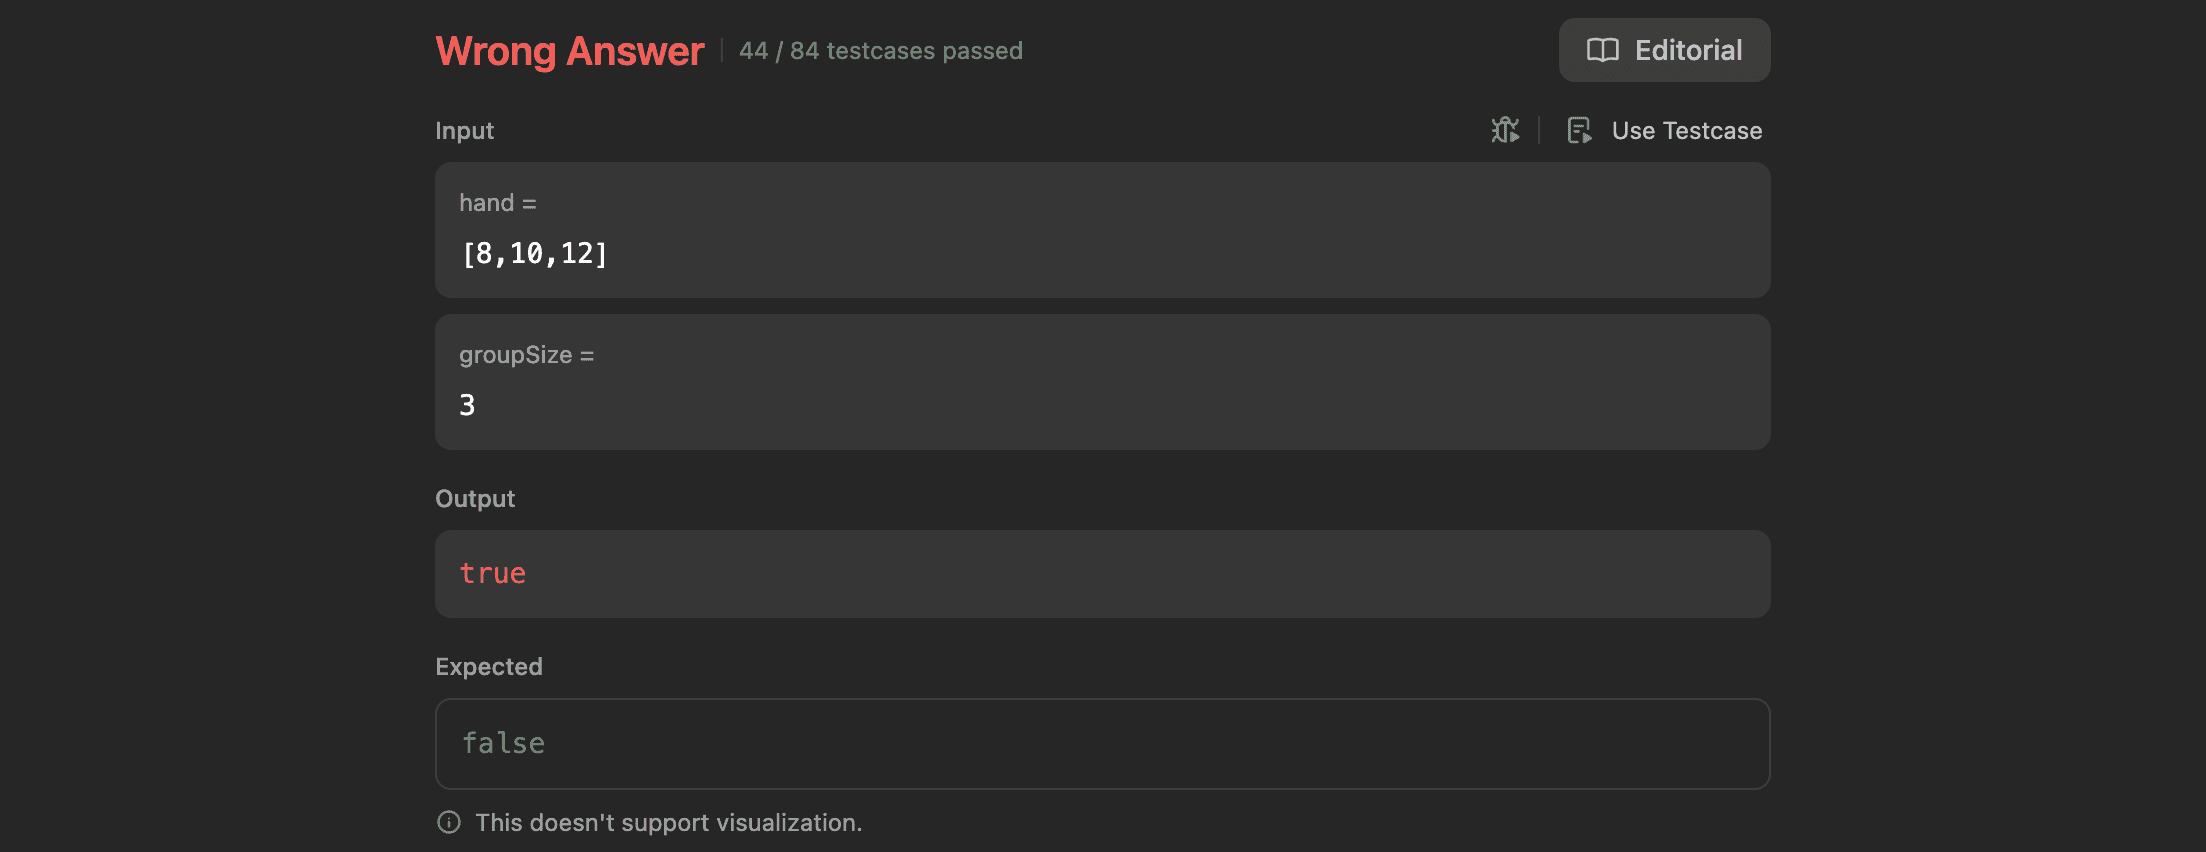 Wrong Answer | 44 / 84 testcases passed
Editorial
Input
Use Testcase
hand =
[8,10,12]
groupSize =
3
Output
true
Expected
false
This doesn't support visualization.